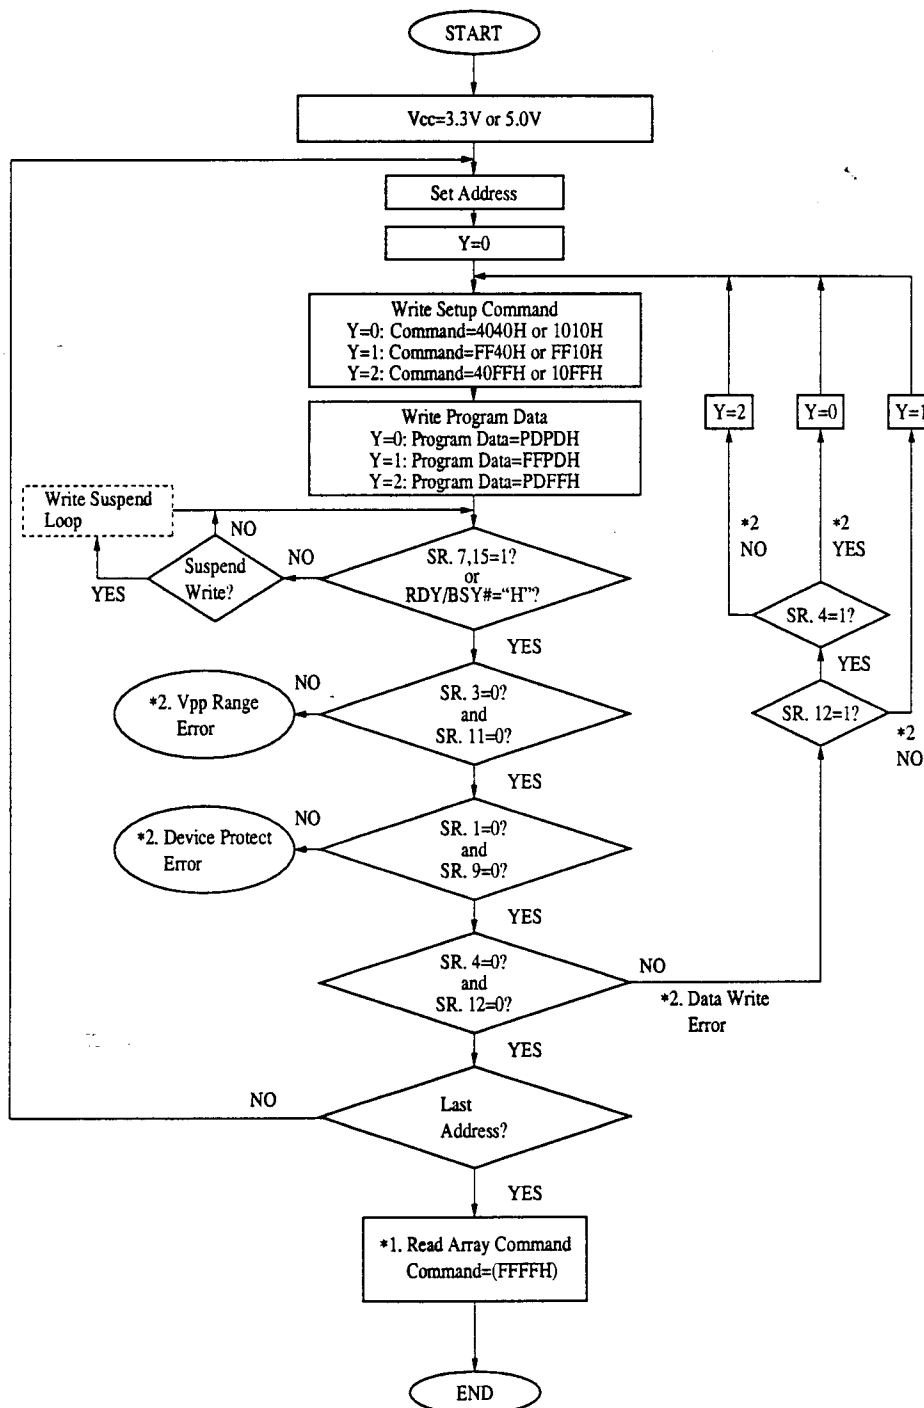 START
Vcc=3.3V or 5.0V
Set Address
Y=0
Write Setup Command
Y=0: Command=4040H or 1010H
Y=1: Command=FF40H or FF10H
Y=2: Command=40FFH or 10FFH
Y=2
Y=0
Y=1
Write Program Data
Y=0: Program Data=PDPDH
Y=1: Program Data=FFPDH
Y=2: Program Data=PDFFH
Write Suspend
Loop
NO
Suspend
Write?
YES
NO
SR. 7,15=1?
or
RDY/BSY#="H"?
YES
*2
NO
*2
YES
SR. 4=1?
YES
SR. 12=1?
*2
NO
*2. Vpp Range
Error
NO
SR. 3=0?
and
SR. 11=0?
YES
*2. Device Protect
Error
NO
SR. 1=0?
and
SR. 9=0?
YES
SR. 4=0?
and
SR. 12=0?
NO
*2. Data Write
Error
YES
NO
Last
Address?
YES
*1. Read Array Command
Command=(FFFFH)
END